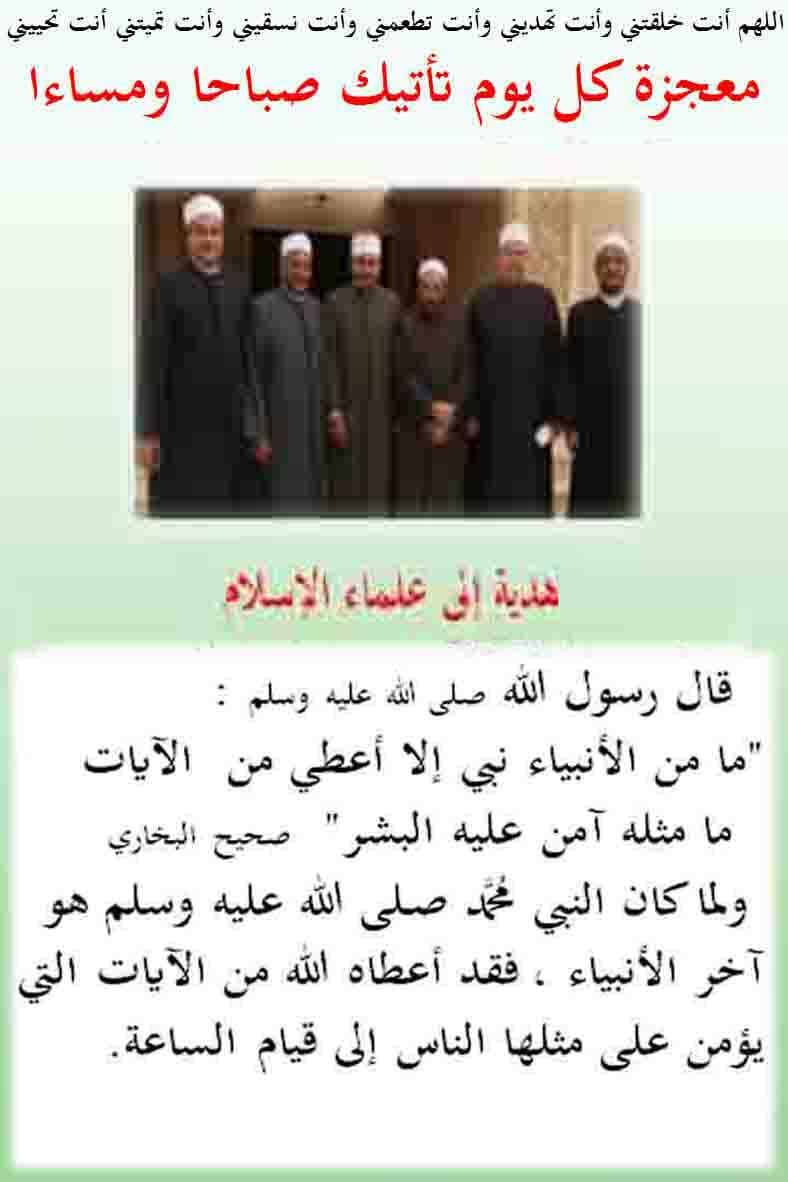 اللهم أنت خلقتني وأنت تهديني وأنت تطعمني وأنت نسقيني وأنت تميتني أنت تحييني
معجزة كل يوم تأتيك صباحا ومساءا
هدية إلى علماء الإسلام
قال رسول الله صلى الله عليه وسلم :
"ما من الأنبياء نبي إلا أعطي من الآيات
ما مثله آمن عليه البشر" صحيح البخاري
ولما كان النبي محمد صلى الله عليه وسلم هو
آخر الأنبياء ، فقد أعطاه الله من الآيات التي
يؤمن على مثلها الناس إلى قيام الساعة.